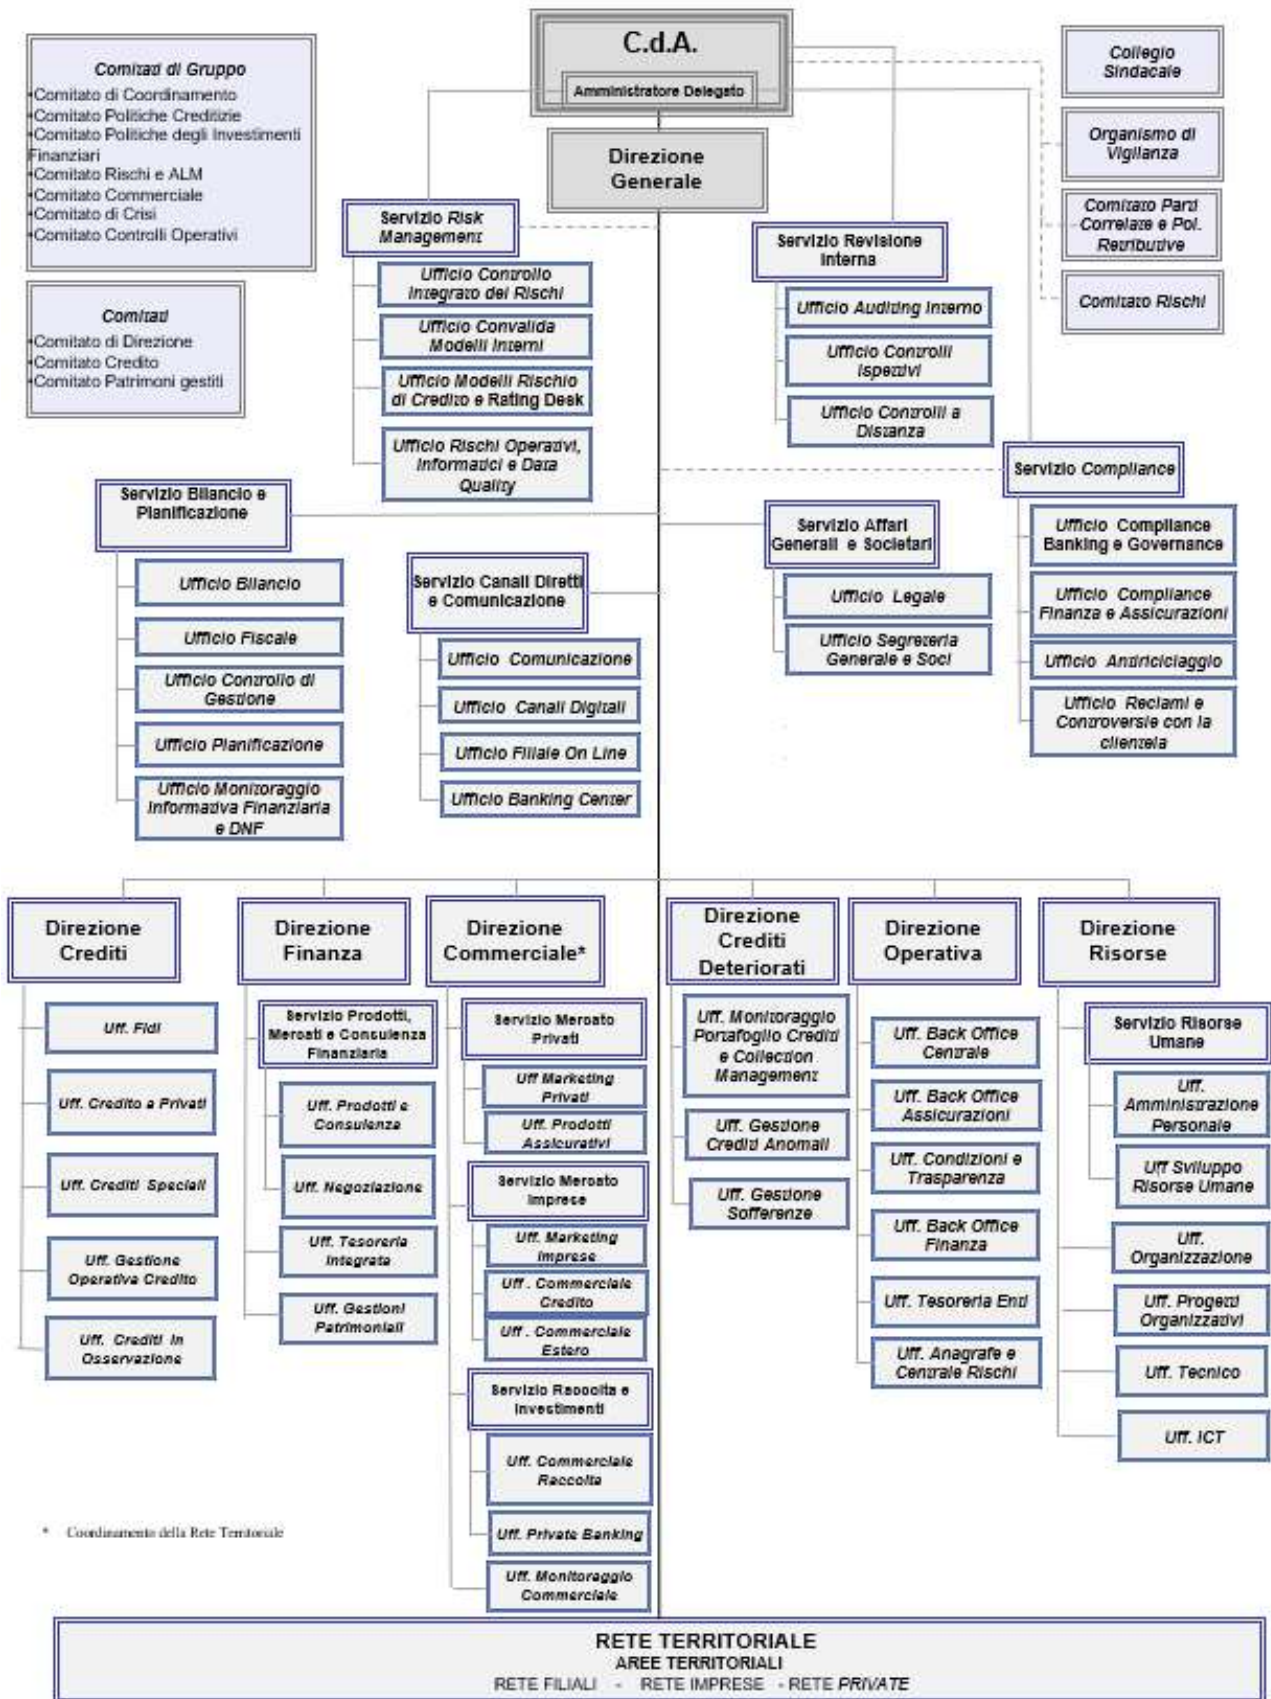 C.d.A.
Amministratore Delegato
Direzione
Generale
Comitati di Gruppo
•Comitato di Coordinamento
•Comitato Politiche Creditizie
•Comitato Politiche degli Investimenti
Finanziari
•Comitato Rischi e ALM
•Comitato Commerciale
•Comitato di Crisi
•Comitato Controlli Operativi
Comitati
•Comitato di Direzione
•Comitato Credito
•Comitato Patrimoni gestiti
Collegio
Sindacale
Organismo di
Vigilanza
Comitato Parti
Correlate e Pol.
Retributive
Comitato Rischi
Servizio Risk
Management
Ufficio Controllo
Integrato dei Rischi
Ufficio Convalida
Modelli Interni
Ufficio Modelli Rischio
di Credito e Rating Desk
Ufficio Rischi Operativi,
Informatici e Data
Quality
Servizio Revisione
Interna
Ufficio Auditing Interno
Ufficio Controlli
Ispettivi
Ufficio Controlli a
Distanza
Servizio Compliance
Ufficio Compliance
Banking e Governance
Ufficio Compliance
Finanza e Assicurazioni
Ufficio Antiriciclaggio
Ufficio Reclami e
Controversie con la
clientela
Servizio Bilancio e
Planificazione
Ufficio Bilancio
Ufficio Fiscale
Ufficio Controllo di
Gestione
Ufficio Planificazione
Ufficio Monitoraggio
Informativa Finanziaria
e DNF
Servizio Canali Diretti
e Comunicazione
Ufficio Comunicazione
Ufficio Canali Digitali
Ufficio Filiale On Line
Ufficio Banking Center
Servizio Affari
Generali e Societari
Ufficio Legale
Ufficio Segreteria
Generale e Soci
Direzione
Crediti
Uff. Fidi
Uff. Credito a Privati
Uff. Crediti Speciali
Uff. Gestione
Operativa Credito
Uff. Crediti in
Osservazione
Direzione
Finanza
Servizio Prodotti,
Mercati e Consulenza
Finanziaria
Uff. Prodotti e
Consulenza
Uff. Negoziazione
Uff. Tesoreria
Integrata
Uff. Gestioni
Patrimoniali
Direzione
Commerciale*
Servizio Mercato
Privati
Uff Marketing
Privati
Uff. Prodotti
Assicurativi
Servizio Mercato
Imprese
Uff. Marketing
Imprese
Uff . Commerciale
Credito
Uff . Commerciale
Estero
Servizio Raccolta e
Investimenti
Uff. Commerciale
Raccolta
Uff. Private Banking
Uff. Monitoraggio
Commerciale
Direzione
Crediti
Deteriorati
Uff. Monitoraggio
Portafoglio Crediti
e Collection
Management
Uff. Gestione
Crediti Anomali
Uff. Gestione
Sofferenze
Direzione
Operativa
Uff. Back Office
Centrale
Uff. Back Office
Assicurazioni
Uff. Condizioni e
Trasparenza
Uff. Back Office
Finanza
Uff. Tesoreria Enti
Uff. Anagrafe e
Centrale Rischi
Direzione
Risorse
Servizio Risorse
Umane
Uff.
Amministrazione
Personale
Uff Sviluppo
Risorse Umane
Uff.
Organizzazione
Uff. Progetti
Organizzativi
Uff. Tecnico
Uff. ICT
* Coordinamento della Rete Territoriale
RETE TERRITORIALE
AREE TERRITORIALI
RETE FILIALI - RETE IMPRESE - RETE PRIVATE